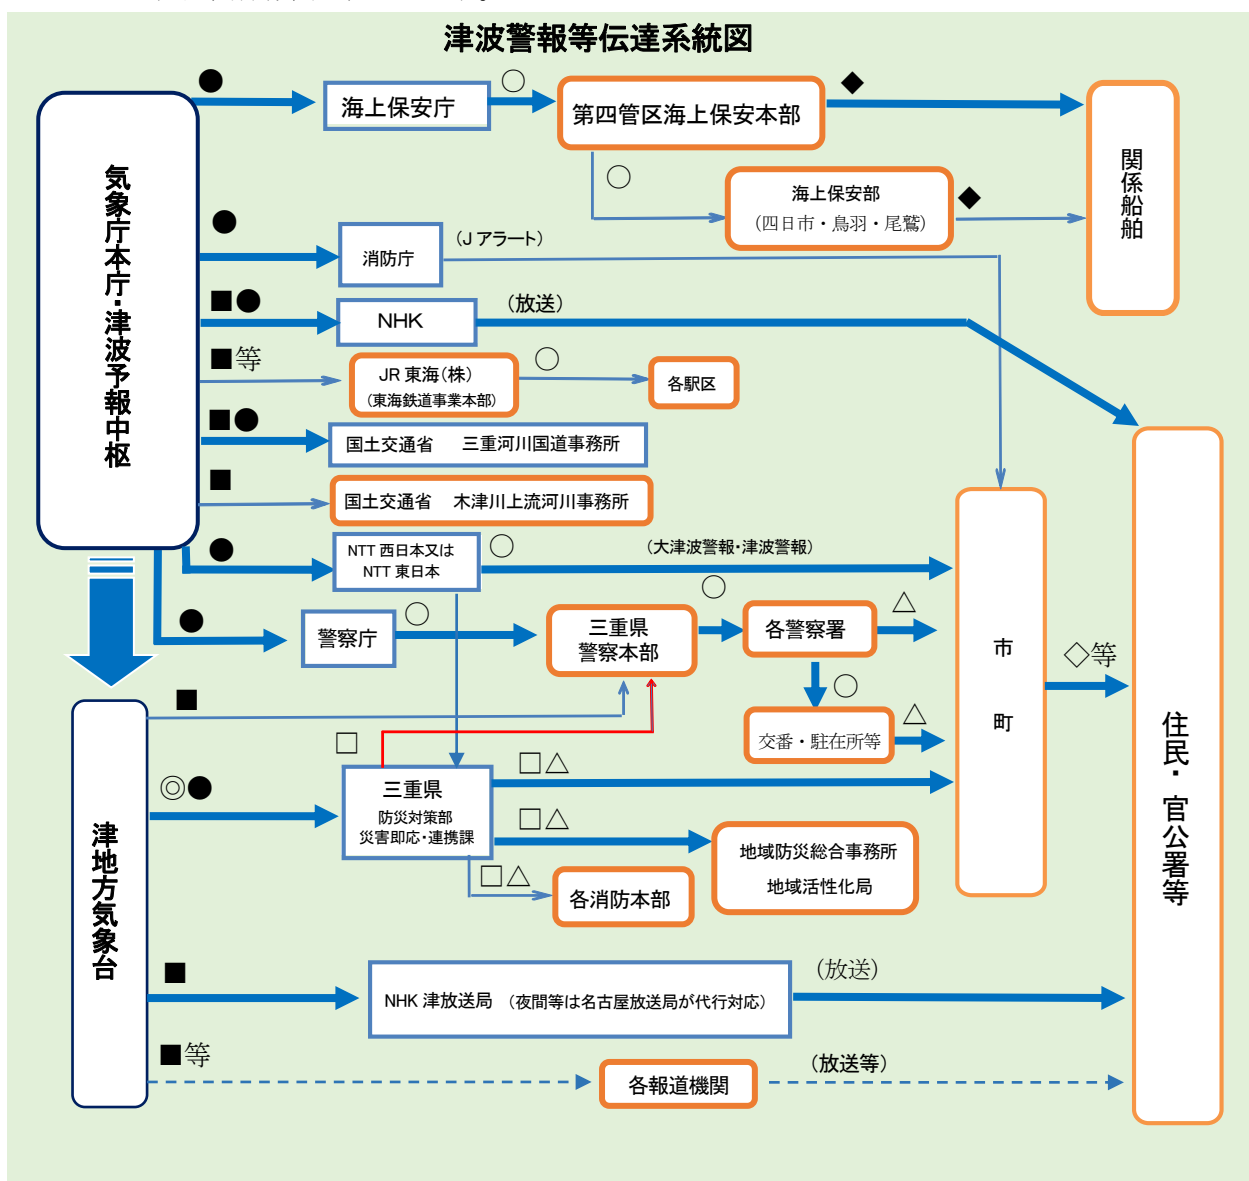 津波警報等伝達系統図
気象庁本庁・津波予報中枢
●
海上保安庁
○
第四管区海上保安本部
◆
関係船舶
○
海上保安部
（四日市・鳥羽・尾鷲）
◆
●
消防庁
（Ｊアラート）
■●
NHK
（放送）
■等
JR東海（株）
（東海鉄道事業本部）
○
各駅区
■●
国土交通省　三重河川国道事務所
■
国土交通省　木津川上流河川事務所
●
NTT西日本又は
NTT東日本
○
（大津波警報・津波警報）
●
警察庁
○
三重県
警察本部
○
各警察署
△
○
交番・駐在所等
△
市
町
◇等
住民・官公署等
津地方気象台
■
□
◎●
三重県
防災対策部
災害即応・連携課
□△
□△
地域防災総合事務所
地域活性化局
□△
各消防本部
■
NHK津放送局　（夜間等は名古屋放送局が代行対応）
（放送）
■等
各報道機関
（放送等）